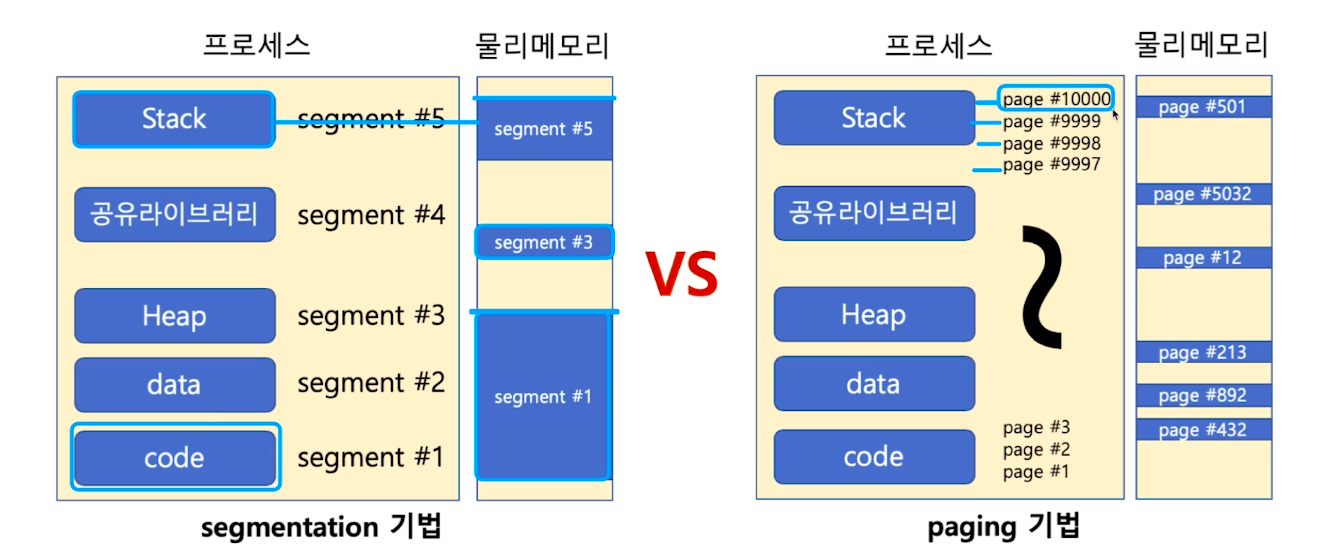 프로세스
물리메모리
Stack
segment #5
segment #5
공유라이브러리
segment #4
segment #3
Heap
segment #3
data
segment #2
segment #1
code
segment #1
segmentation 기법
VS
프로세스
물리메모리
Stack
page #10000
page #9999
page #9998
page #9997
page #501
공유라이브러리
page #5032
page #12
Heap
page #213
data
page #892
code
page #3
page #2
page #1
page #432
paging 기법